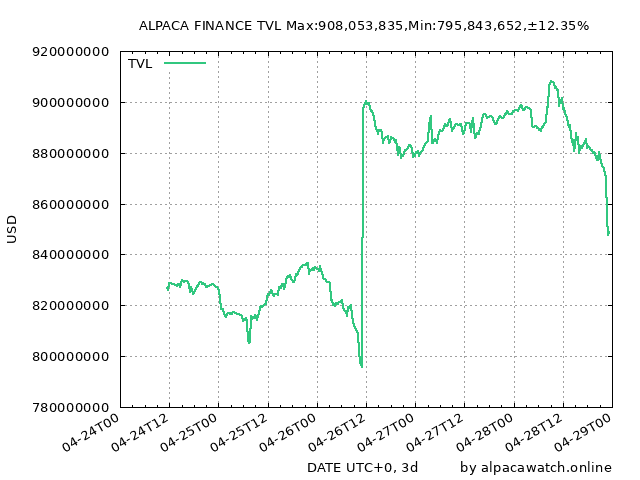 ALPACA FINANCE TVL Max:908,053,835,Min:795,843,652,±12.35%
TVL
920000000
900000000
880000000
860000000
840000000
820000000
800000000
780000000
USD
04-24T00
04-24T12
04-25T00
04-25T12
04-26T00
04-26T12
04-27T00
04-27T12
04-28T00
04-28T12
04-29T00
DATE UTC+0, 3d
by alpacawatch.online